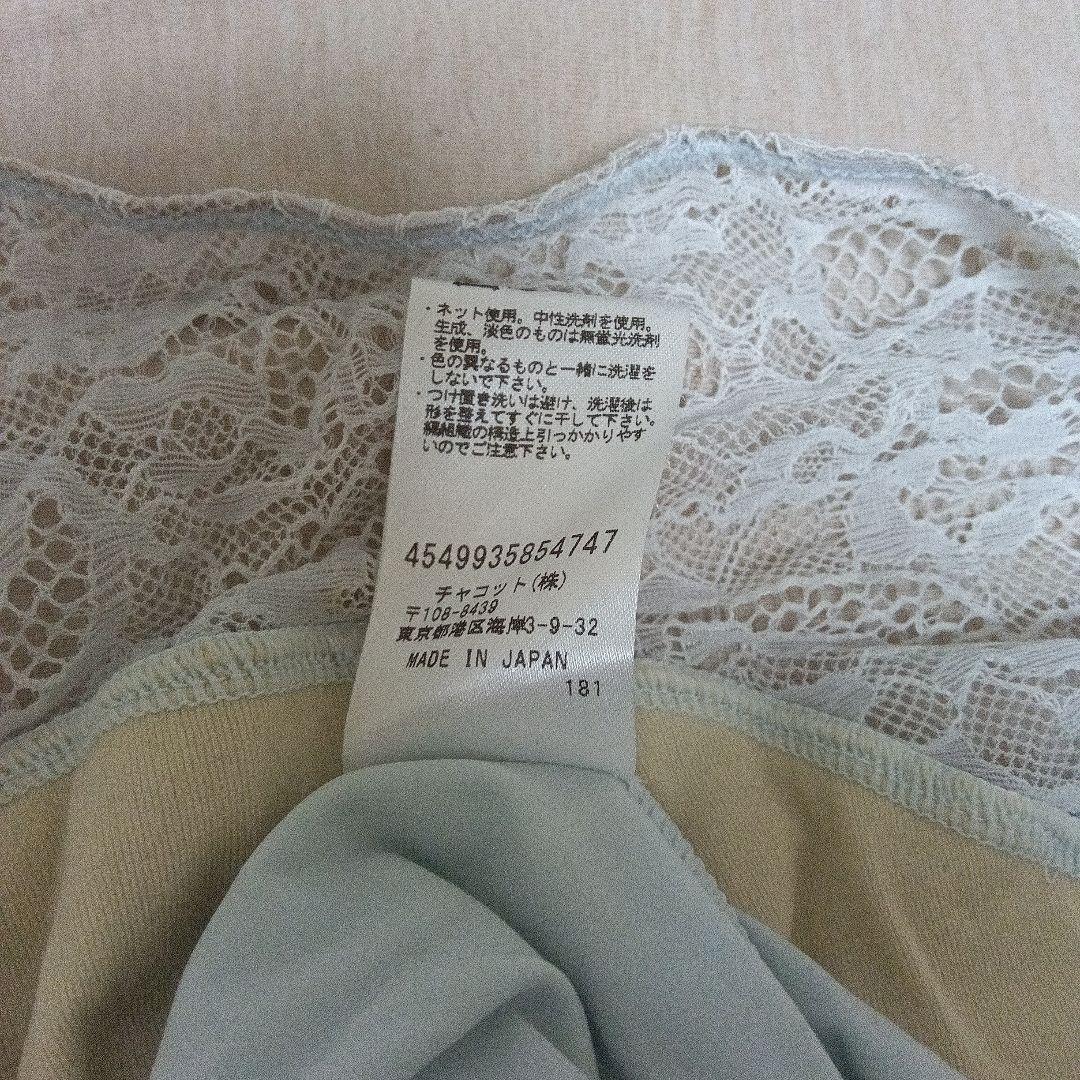 ・ネット使用。中性洗剤を使用。
生成、淡色のものは無蛍光洗剤
を使用。
・色の異なるものと一緒に洗濯を
しないで下さい。
・つけ置き洗いは避け、洗濯後は
形を整えてすぐに干して下さい。
編組織の構造上引っかかりやす
いのでご注意下さい。
4549935854747
チャコット(株)
〒108-8439
東京都港区海岸3-9-32
MADE IN JAPAN
181